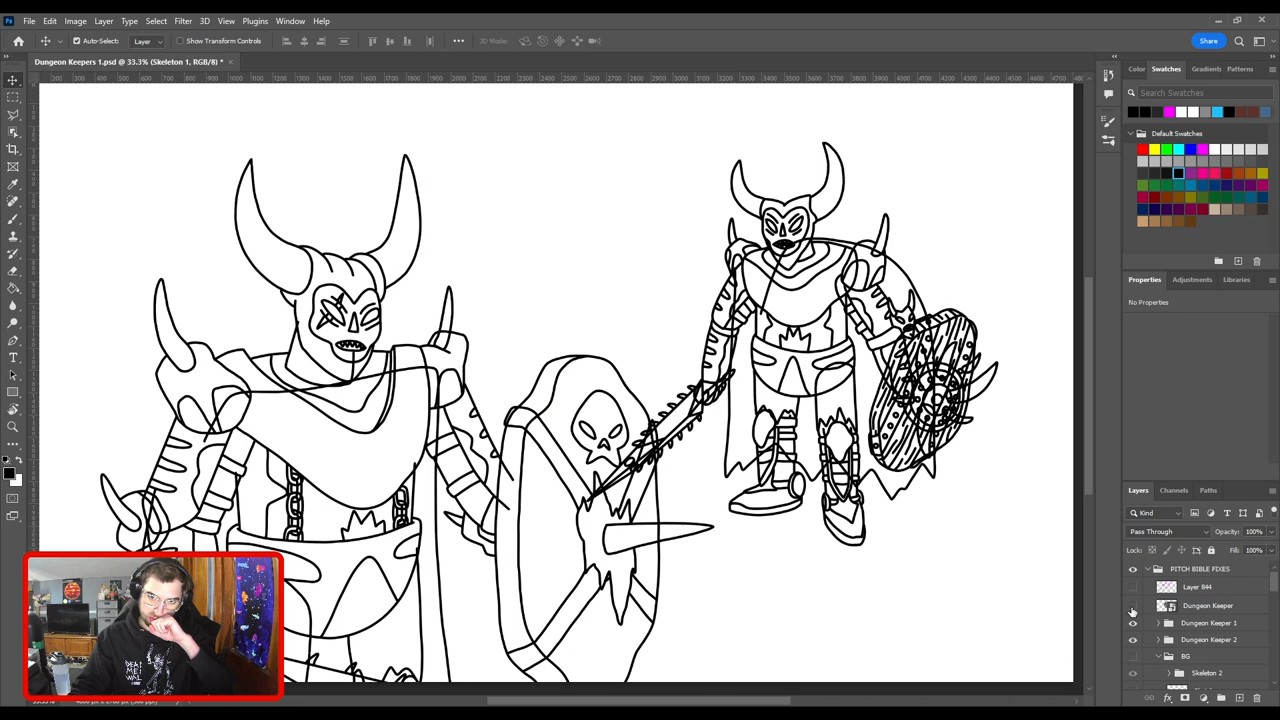 Ps File Edit Image Layer Type Select Filter 3D View Plugins Window Help
Auto-Select: Layer Show Transform Controls 3D Mode: Share
Dungeon Keepers 1.psd @ 33.3% (Skeleton 1, RGB/8) *
Color Swatches Gradients Patterns
Search Swatches
Default Swatches
Properties Adjustments Libraries
No Properties
Layers Channels Paths
Kind
Pass Through Opacity: 100%
Lock: Fill: 100%
PITCH BIBLE FIXES
Layer 844
Dungeon Keeper
Dungeon Keeper 1
Dungeon Keeper 2
BG
Skeleton 2